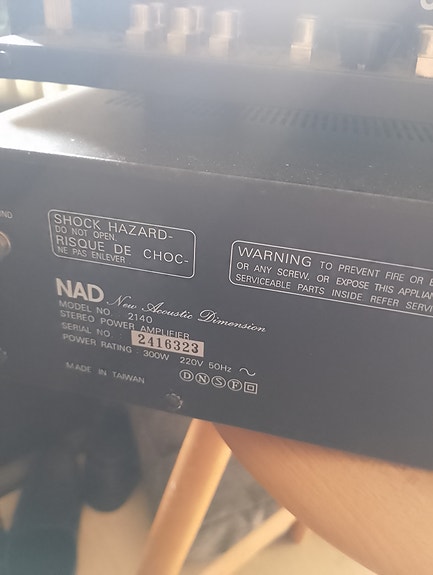 ND
SHOCK HAZARD-
DO NOT OPEN.
RISQUE DE CHOC-
NE PAS ENLEVER
WARNING TO PREVENT FIRE OR
OR ANY SCREW, OR EXPOSE THIS APPLIAN
SERVICEABLE PARTS INSIDE REFER SERVI
NAD New Acoustic Dimension
MODEL NO 2140
STEREO POWER AMPLIFIER
SERIAL NO : 2416323
POWER RATING : 300W 220V 50Hz ~
MADE IN TAIWAN
D N S F